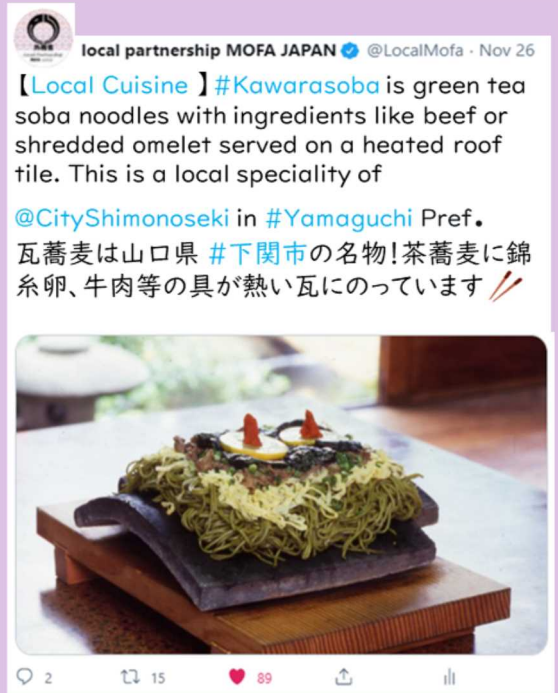 local partnership MOFA JAPAN @LocalMofa · Nov 26
【Local Cuisine 】#Kawarasoba is green tea
soba noodles with ingredients like beef or
shredded omelet served on a heated roof
tile. This is a local speciality of
@CityShimonoseki in #Yamaguchi Pref.
瓦蕎麦は山口県 #下関市の名物!茶蕎麦に錦
糸卵、牛肉等の具が熱い瓦にのっています🥢
2 15 89